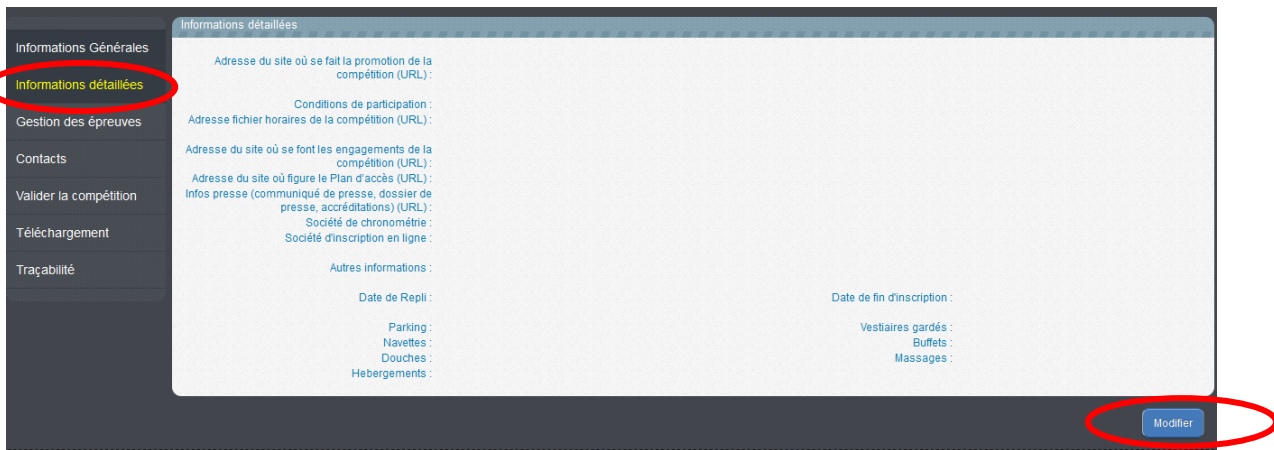 Informations Générales
Informations détaillées
Gestion des épreuves
Contacts
Valider la compétition
Téléchargement
Traçabilité
Informations détaillées
Adresse du site où se fait la promotion de la
compétition (URL) :
Conditions de participation :
Adresse fichier horaires de la compétition (URL) :
Adresse du site où se font les engagements de la
compétition (URL) :
Adresse du site où figure le Plan d'accès (URL) :
Infos presse (communiqué de presse, dossier de
presse, accréditations) (URL) :
Société de chronométrie :
Société d'inscription en ligne :
Autres informations :
Date de Repli :
Date de fin d'inscription :
Parking :
Vestiaires gardés :
Navettes :
Buffets :
Douches :
Massages :
Hebergements :
Modifier